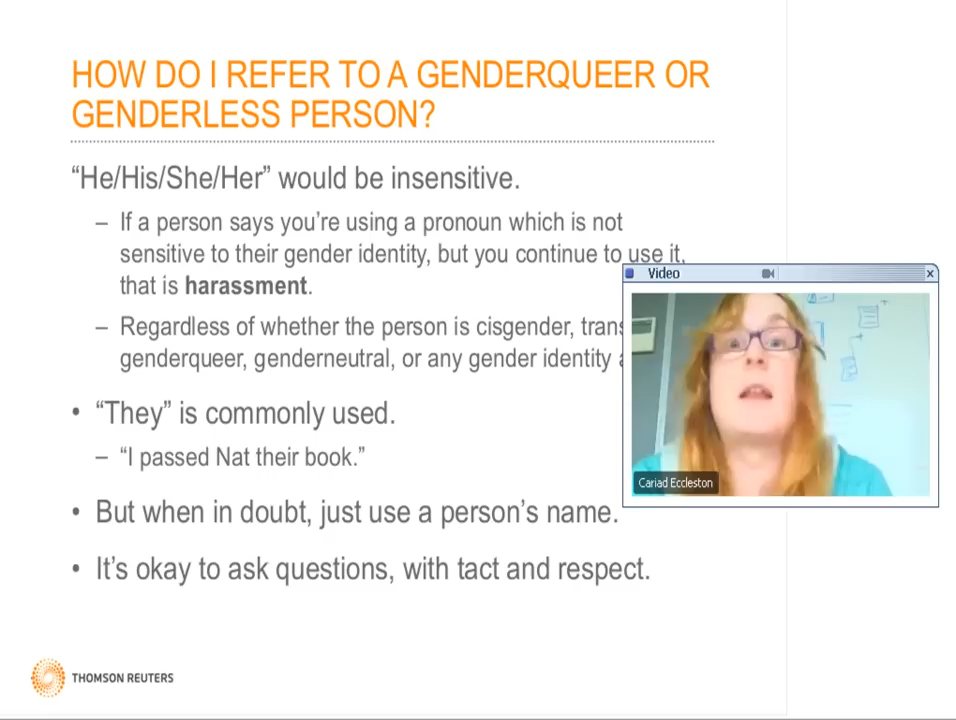 HOW DO I REFER TO A GENDERQUEER OR
GENDERLESS PERSON?
“He/His/She/Her” would be insensitive.
– If a person says you’re using a pronoun which is not
sensitive to their gender identity, but you continue to use it,
that is harassment.
– Regardless of whether the person is cisgender, trans
genderqueer, genderneutral, or any gender identity
• “They” is commonly used.
– “I passed Nat their book.”
• But when in doubt, just use a person’s name.
• It’s okay to ask questions, with tact and respect.
Video
Cariad Eccleston
THOMSON REUTERS